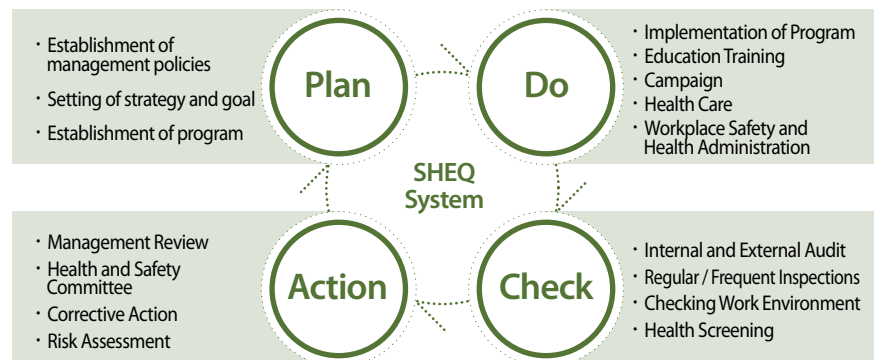 · Establishment of
management policies
· Setting of strategy and goal
· Establishment of program
Plan
Do
· Implementation of Program
· Education Training
· Campaign
· Health Care
· Workplace Safety and
Health Administration
SHEQ
System
· Management Review
· Health and Safety
Committee
· Corrective Action
· Risk Assessment
Action
Check
· Internal and External Audit
· Regular / Frequent Inspections
· Checking Work Environment
· Health Screening